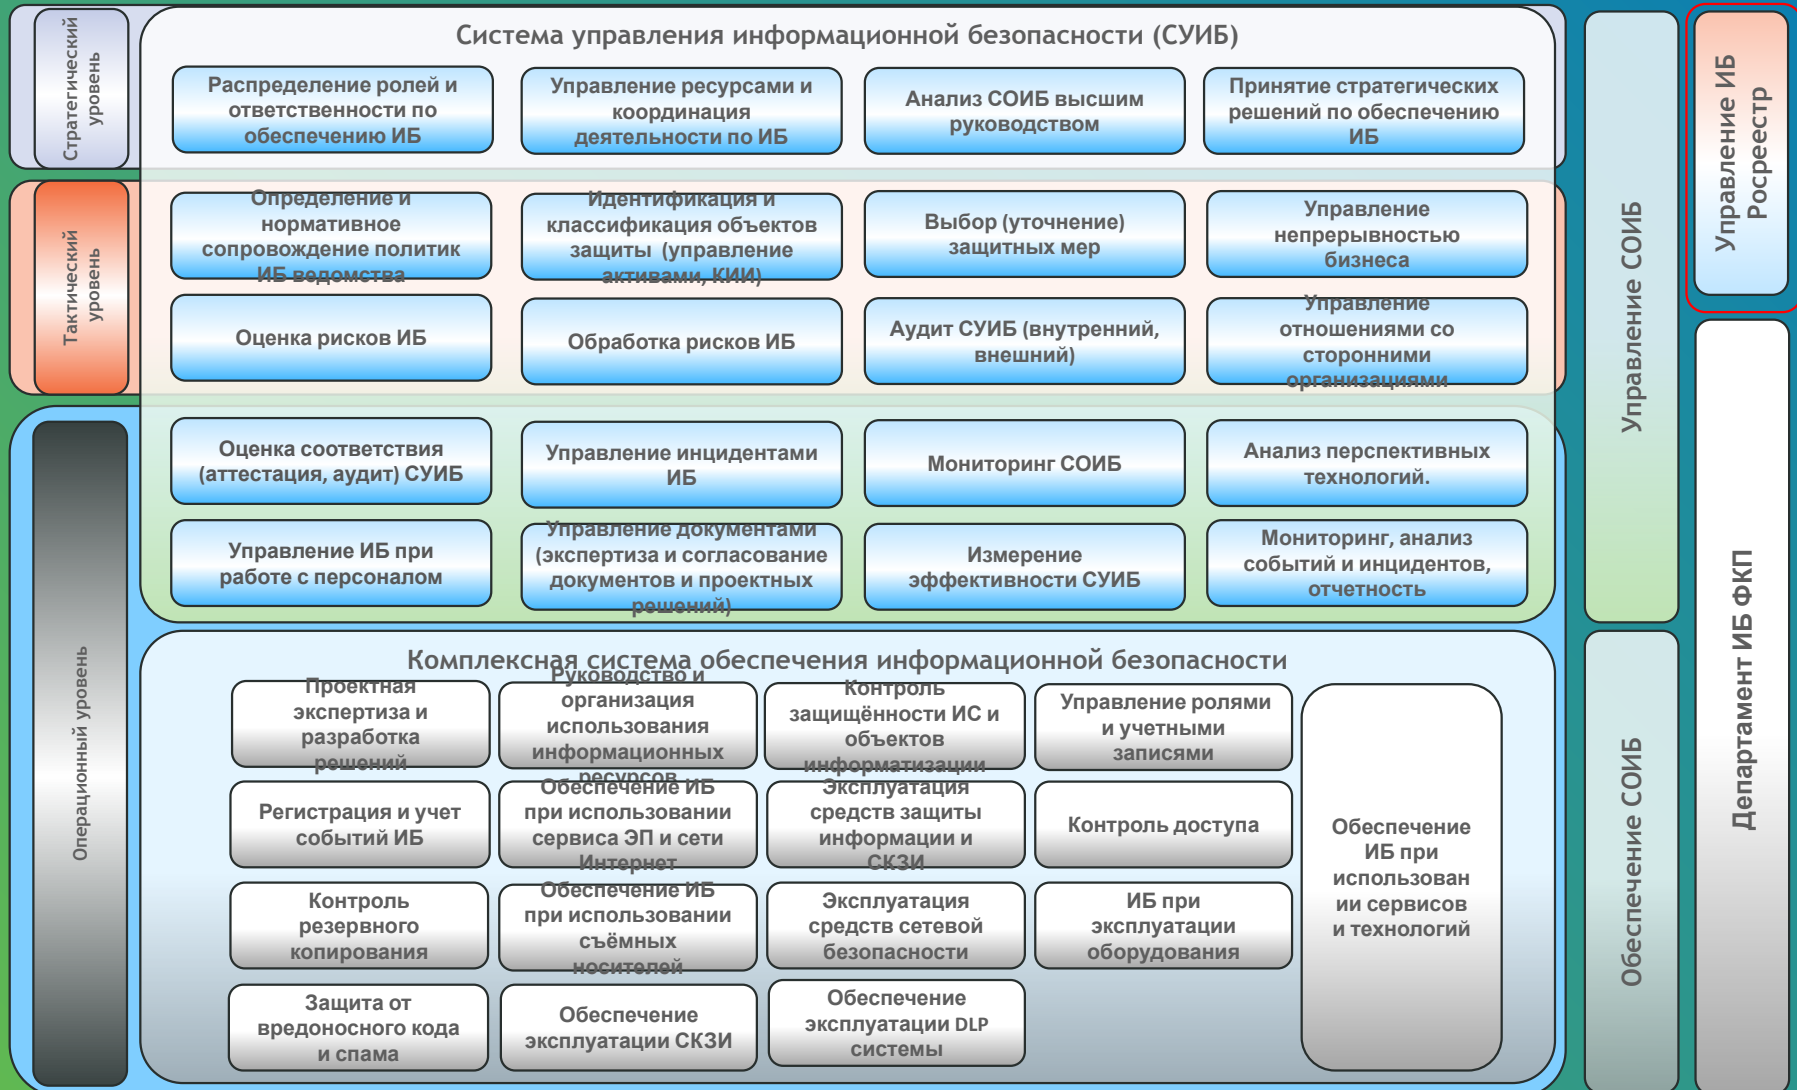 Стратегический
уровень
Система управления информационной безопасности (СУИБ)
Распределение ролей и
ответственности по
обеспечению ИБ
Управление ресурсами и
координация
деятельности по ИБ
Анализ СОИБ высшим
руководством
Принятие стратегических
решений по обеспечению
ИБ
Тактический
уровень
Определение и
нормативное
сопровождение политик
ИБ ведомства
Идентификация и
классификация объектов
защиты (управление
активами, КИИ)
Выбор (уточнение)
защитных мер
Управление
непрерывностью
бизнеса
Оценка рисков ИБ
Обработка рисков ИБ
Аудит СУИБ (внутренний,
внешний)
Управление
отношениями со
сторонними
организациями
Операционный уровень
Оценка соответствия
(аттестация, аудит) СУИБ
Управление инцидентами
ИБ
Мониторинг СОИБ
Анализ перспективных
технологий.
Управление ИБ при
работе с персоналом
Управление документами
(экспертиза и согласование
документов и проектных
решений)
Измерение
эффективности СУИБ
Мониторинг, анализ
событий и инцидентов,
отчетность
Комплексная система обеспечения информационной безопасности
Проектная
экспертиза и
разработка
решений
Руководство и
организация
использования
информационных
ресурсов
Контроль
защищённости ИС и
объектов
информатизации
Управление ролями
и учетными
записями
Регистрация и учет
событий ИБ
Обеспечение ИБ
при использовании
сервиса ЭП и сети
Интернет
Эксплуатация
средств защиты
информации и
СКЗИ
Контроль доступа
Контроль
резервного
копирования
Обеспечение ИБ
при использовании
съёмных
носителей
Эксплуатация
средств сетевой
безопасности
ИБ при
эксплуатации
оборудования
Защита от
вредоносного кода
и спама
Обеспечение
эксплуатации СКЗИ
Обеспечение
эксплуатации DLP
системы
Обеспечение
ИБ при
использован
ии сервисов
и технологий
Управление СОИБ
Обеспечение СОИБ
Управление ИБ
Росреестр
Департамент ИБ ФКП